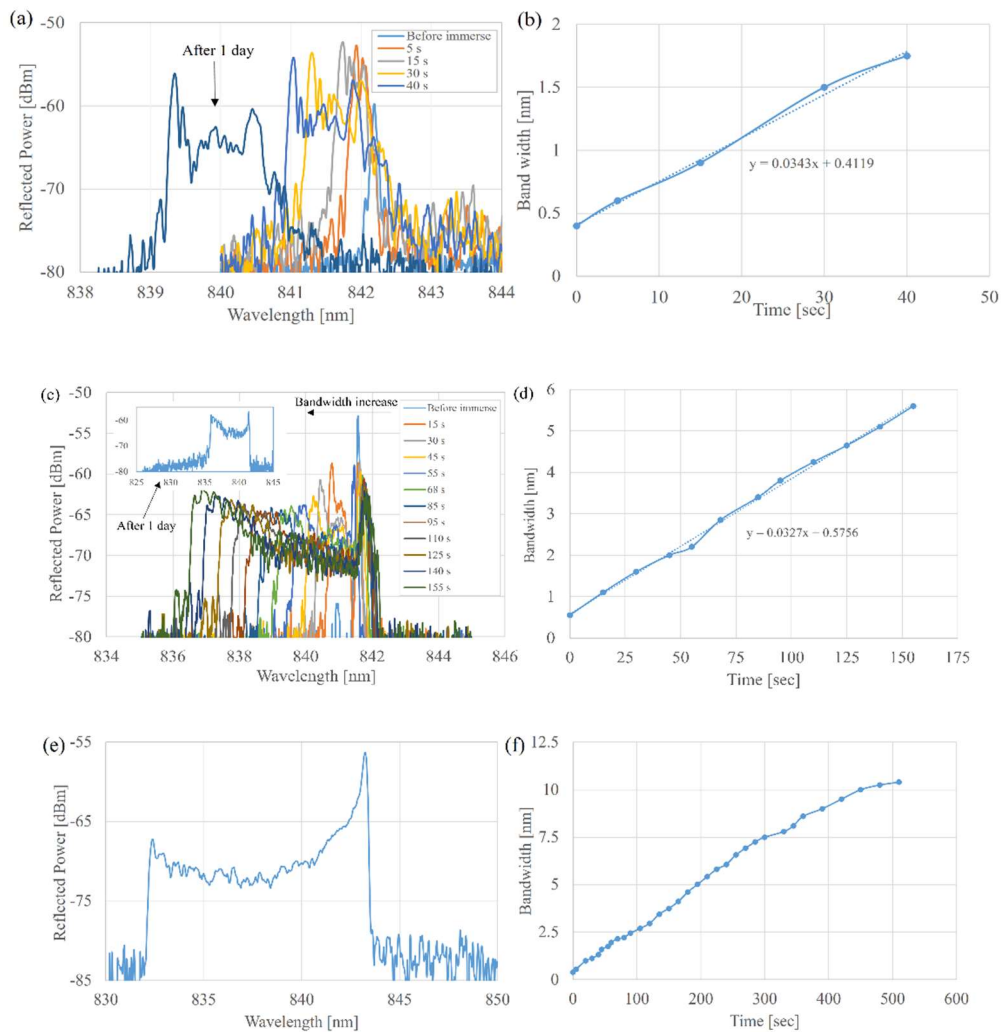 (a)
-50
-60
-70
-80
Reflected Power [dBm]
After 1 day
Before immerse
5 s
15 s
30 s
40 s
838 839 840 841 842 843 844
Wavelength [nm]
(b)
2
1.5
1
0.5
0
Band width [nm]
y = 0.0343x + 0.4119
0 10 20 30 40 50
Time [sec]
(c)
-50
-55
-60
-65
-70
-75
-80
Reflected Power [dBm]
Bandwidth increase
-60
-70
-80
825 830 835 840 845
After 1 day
Before immerse
15 s
30 s
45 s
55 s
68 s
85 s
95 s
110 s
125 s
140 s
155 s
834 836 838 840 842 844 846
Wavelength [nm]
(d)
6
5
4
3
2
1
0
Bandwidth [nm]
0 25 50 75 100 125 150 175
Time [sec]
(e)
-55
-65
-75
-85
Reflected Power [dBm]
830 835 840 845 850
Wavelength [nm]
(f)
12.5
10
7.5
5
2.5
0
Bandwidth [nm]
0 100 200 300 400 500 600
Time [sec]